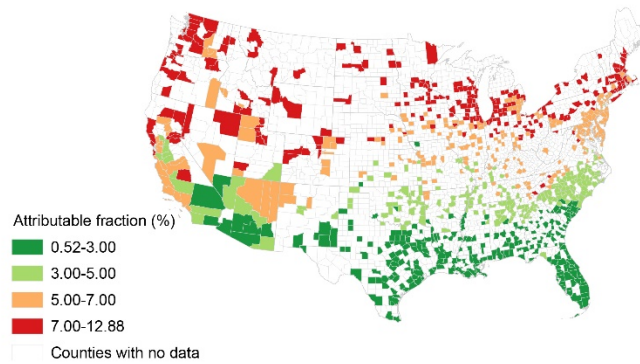 Attributable fraction (%)
0.52-3.00
3.00-5.00
5.00-7.00
7.00-12.88
Counties with no data